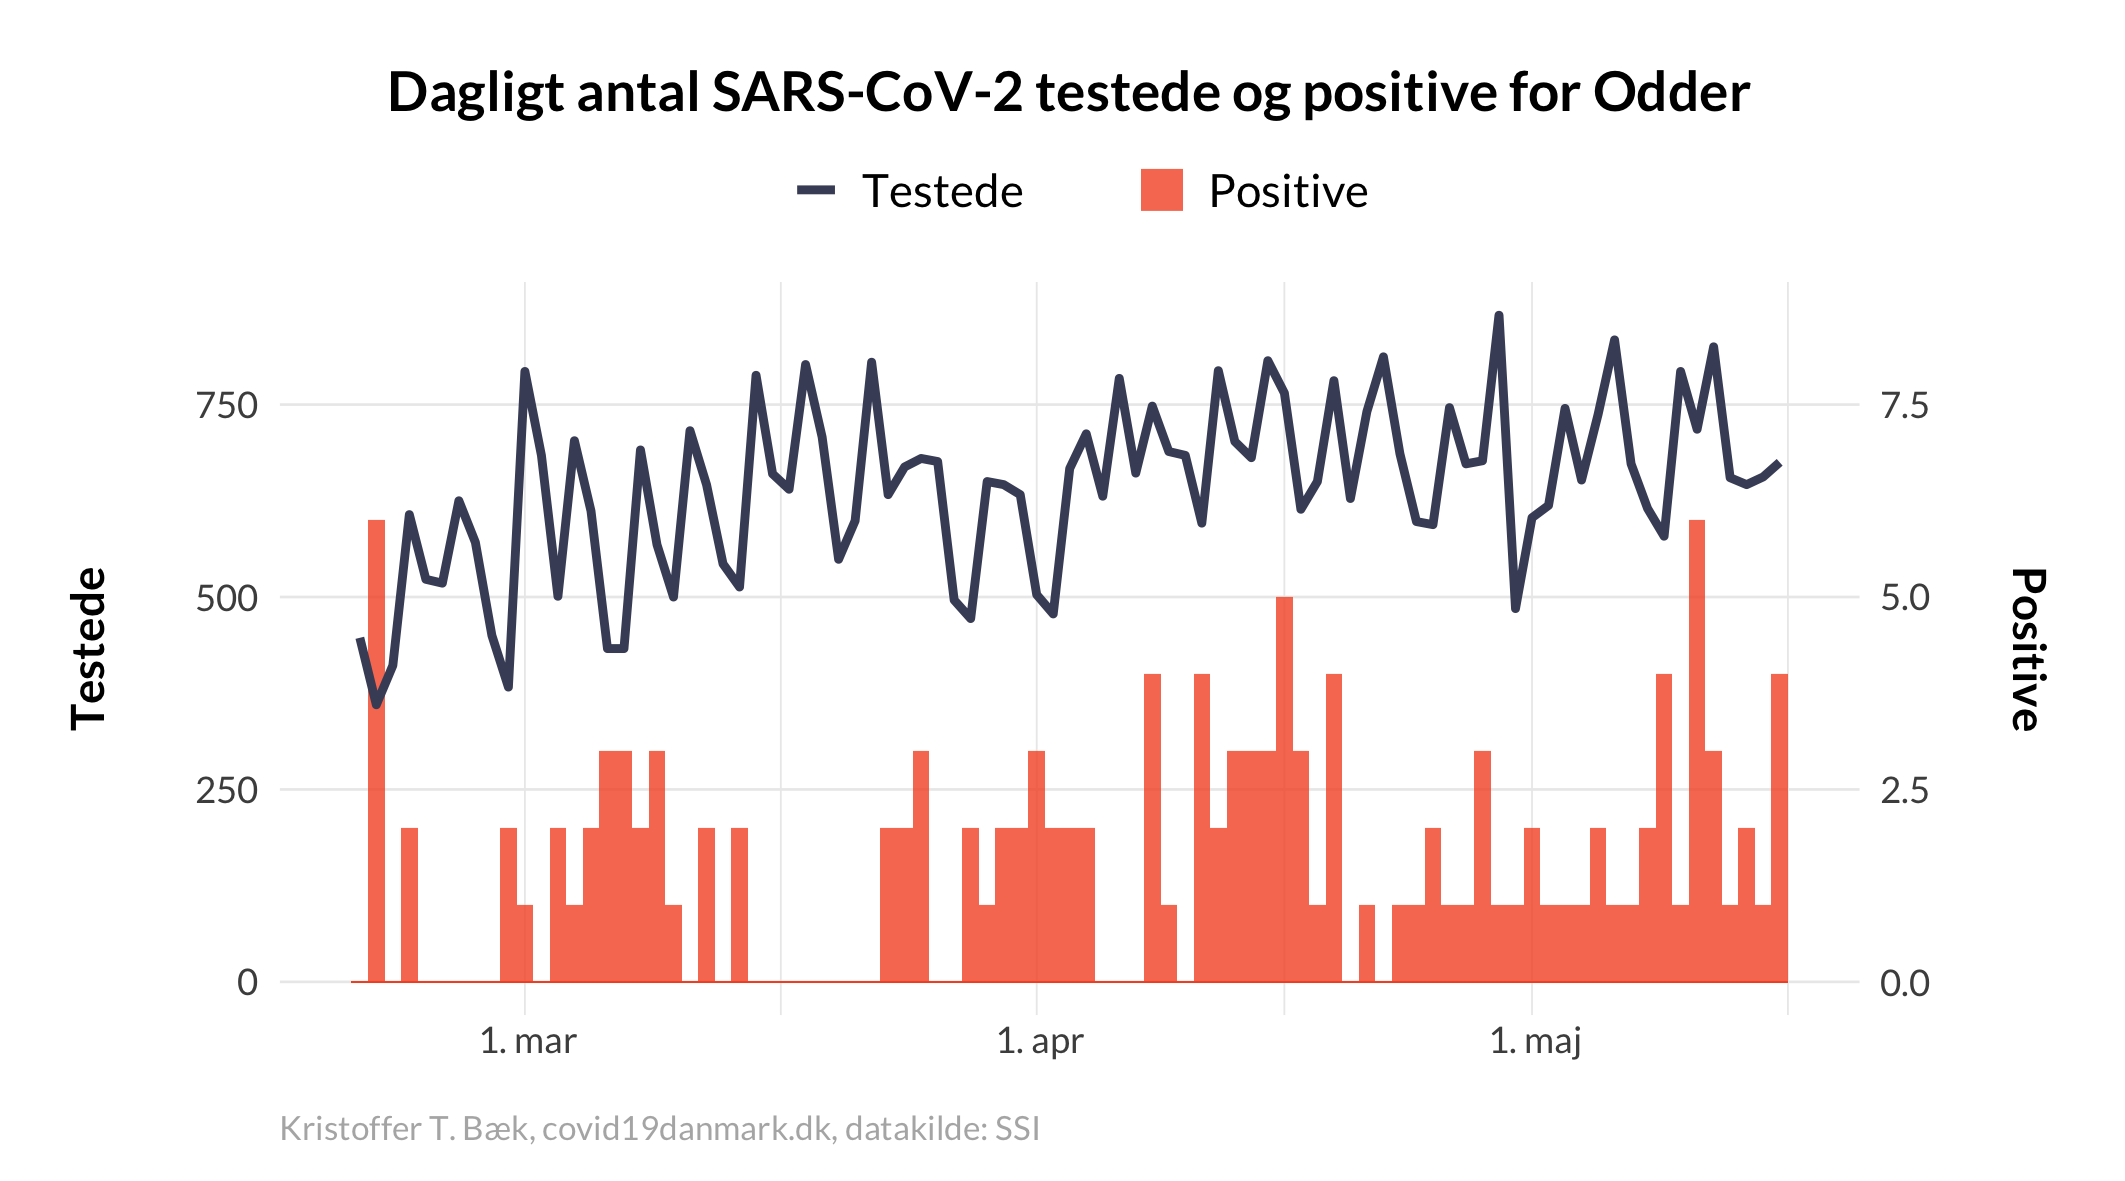 Dagligt antal SARS-CoV-2 testede og positive for Odder
Testede
Positive
750
500
250
0
Testede
7.5
5.0
2.5
0.0
Positive
1. mar
1. apr
1. maj
Kristoffer T. Bæk, covid19danmark.dk, datakilde: SSI